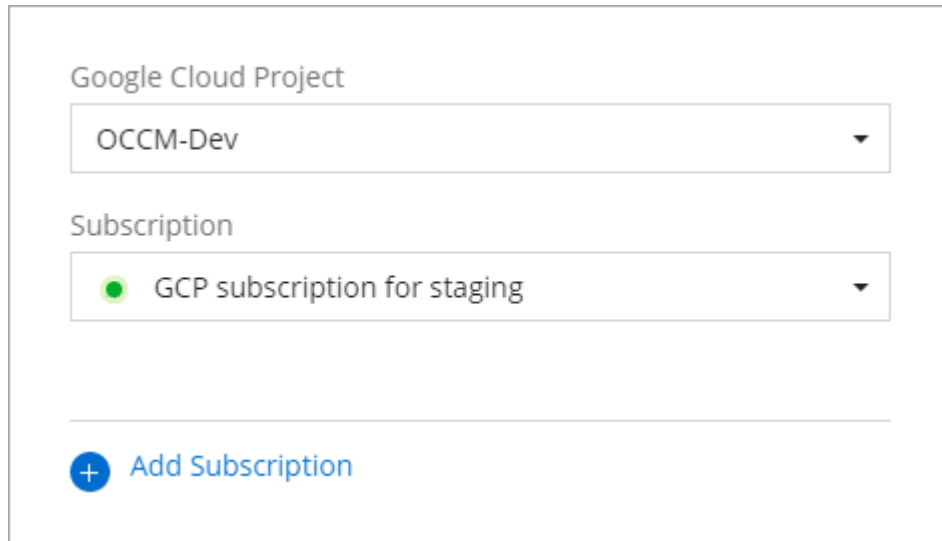 Google Cloud Project
OCCM-Dev
Subscription
GCP subscription for staging
Add Subscription